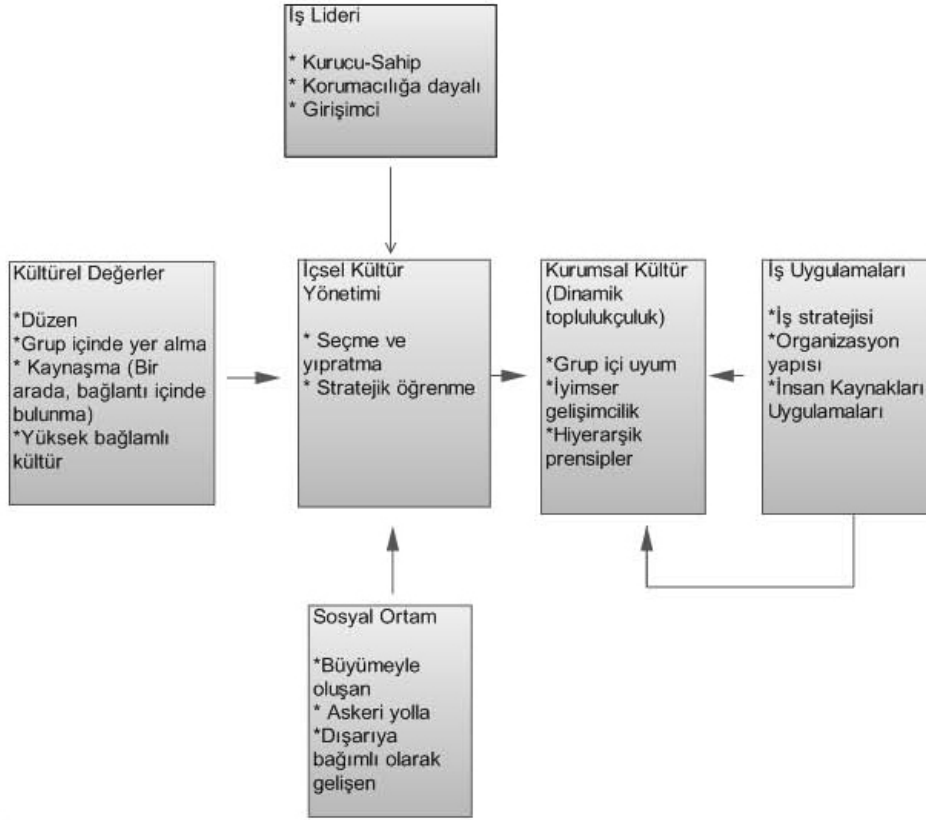 İş Lideri
* Kurucu-Sahip
* Korumacılığa dayalı
* Girişimci
Kültürel Değerler
*Düzen
*Grup içinde yer alma
* Kaynaşma (Bir
arada, bağlantı içinde
bulunma)
*Yüksek bağlamlı
kültür
İçsel Kültür
Yönetimi
* Seçme ve
yıpratma
* Stratejik öğrenme
Kurumsal Kültür
(Dinamik
toplulukçuluk)
*Grup içi uyum
*İyimser
gelişimcilik
*Hiyerarşik
prensipler
İş Uygulamaları
*İş stratejisi
*Organizasyon
yapısı
*İnsan Kaynakları
Uygulamaları
Sosyal Ortam
*Büyümeyle
oluşan
* Askeri yolla
*Dışarıya
bağımlı olarak
gelişen